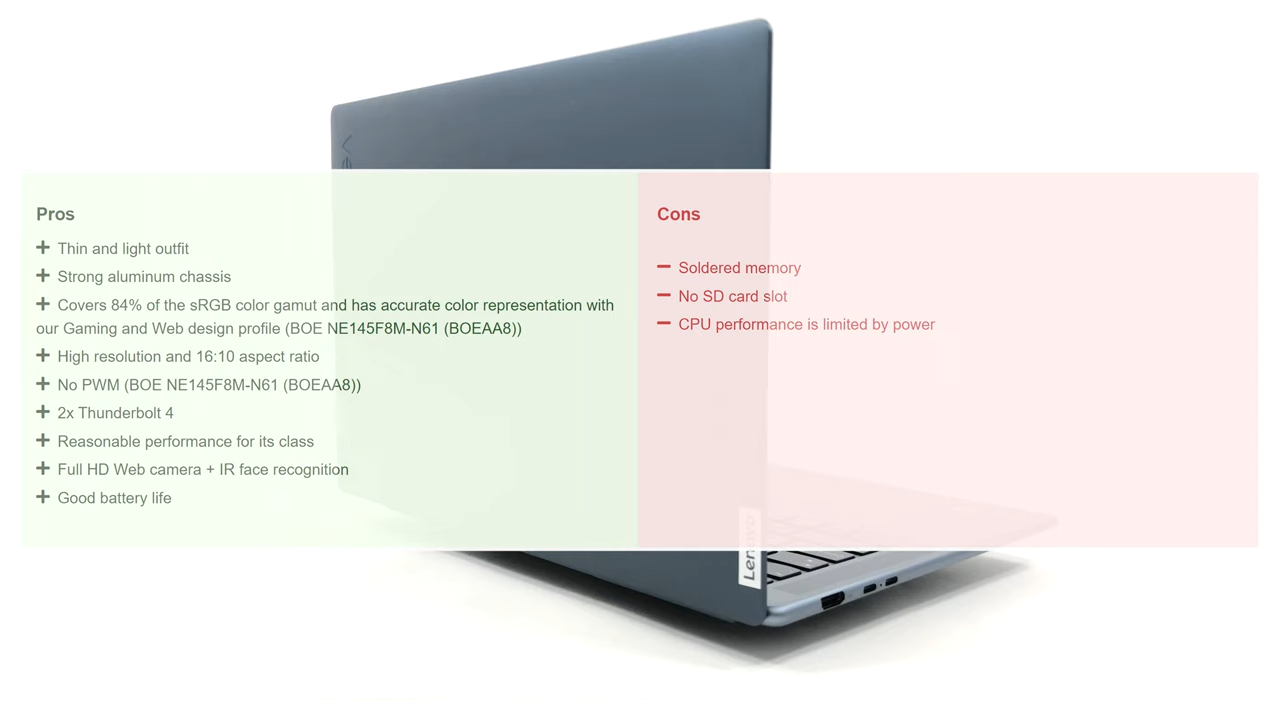 Pros
+ Thin and light outfit
+ Strong aluminum chassis
+ Covers 84% of the sRGB color gamut and has accurate color representation with
our Gaming and Web design profile (BOE NE145F8M-N61 (BOEAA8))
+ High resolution and 16:10 aspect ratio
+ No PWM (BOE NE145F8M-N61 (BOEAA8))
+ 2x Thunderbolt 4
+ Reasonable performance for its class
+ Full HD Web camera + IR face recognition
+ Good battery life
Cons
− Soldered memory
− No SD card slot
− CPU performance is limited by power
Lenovo